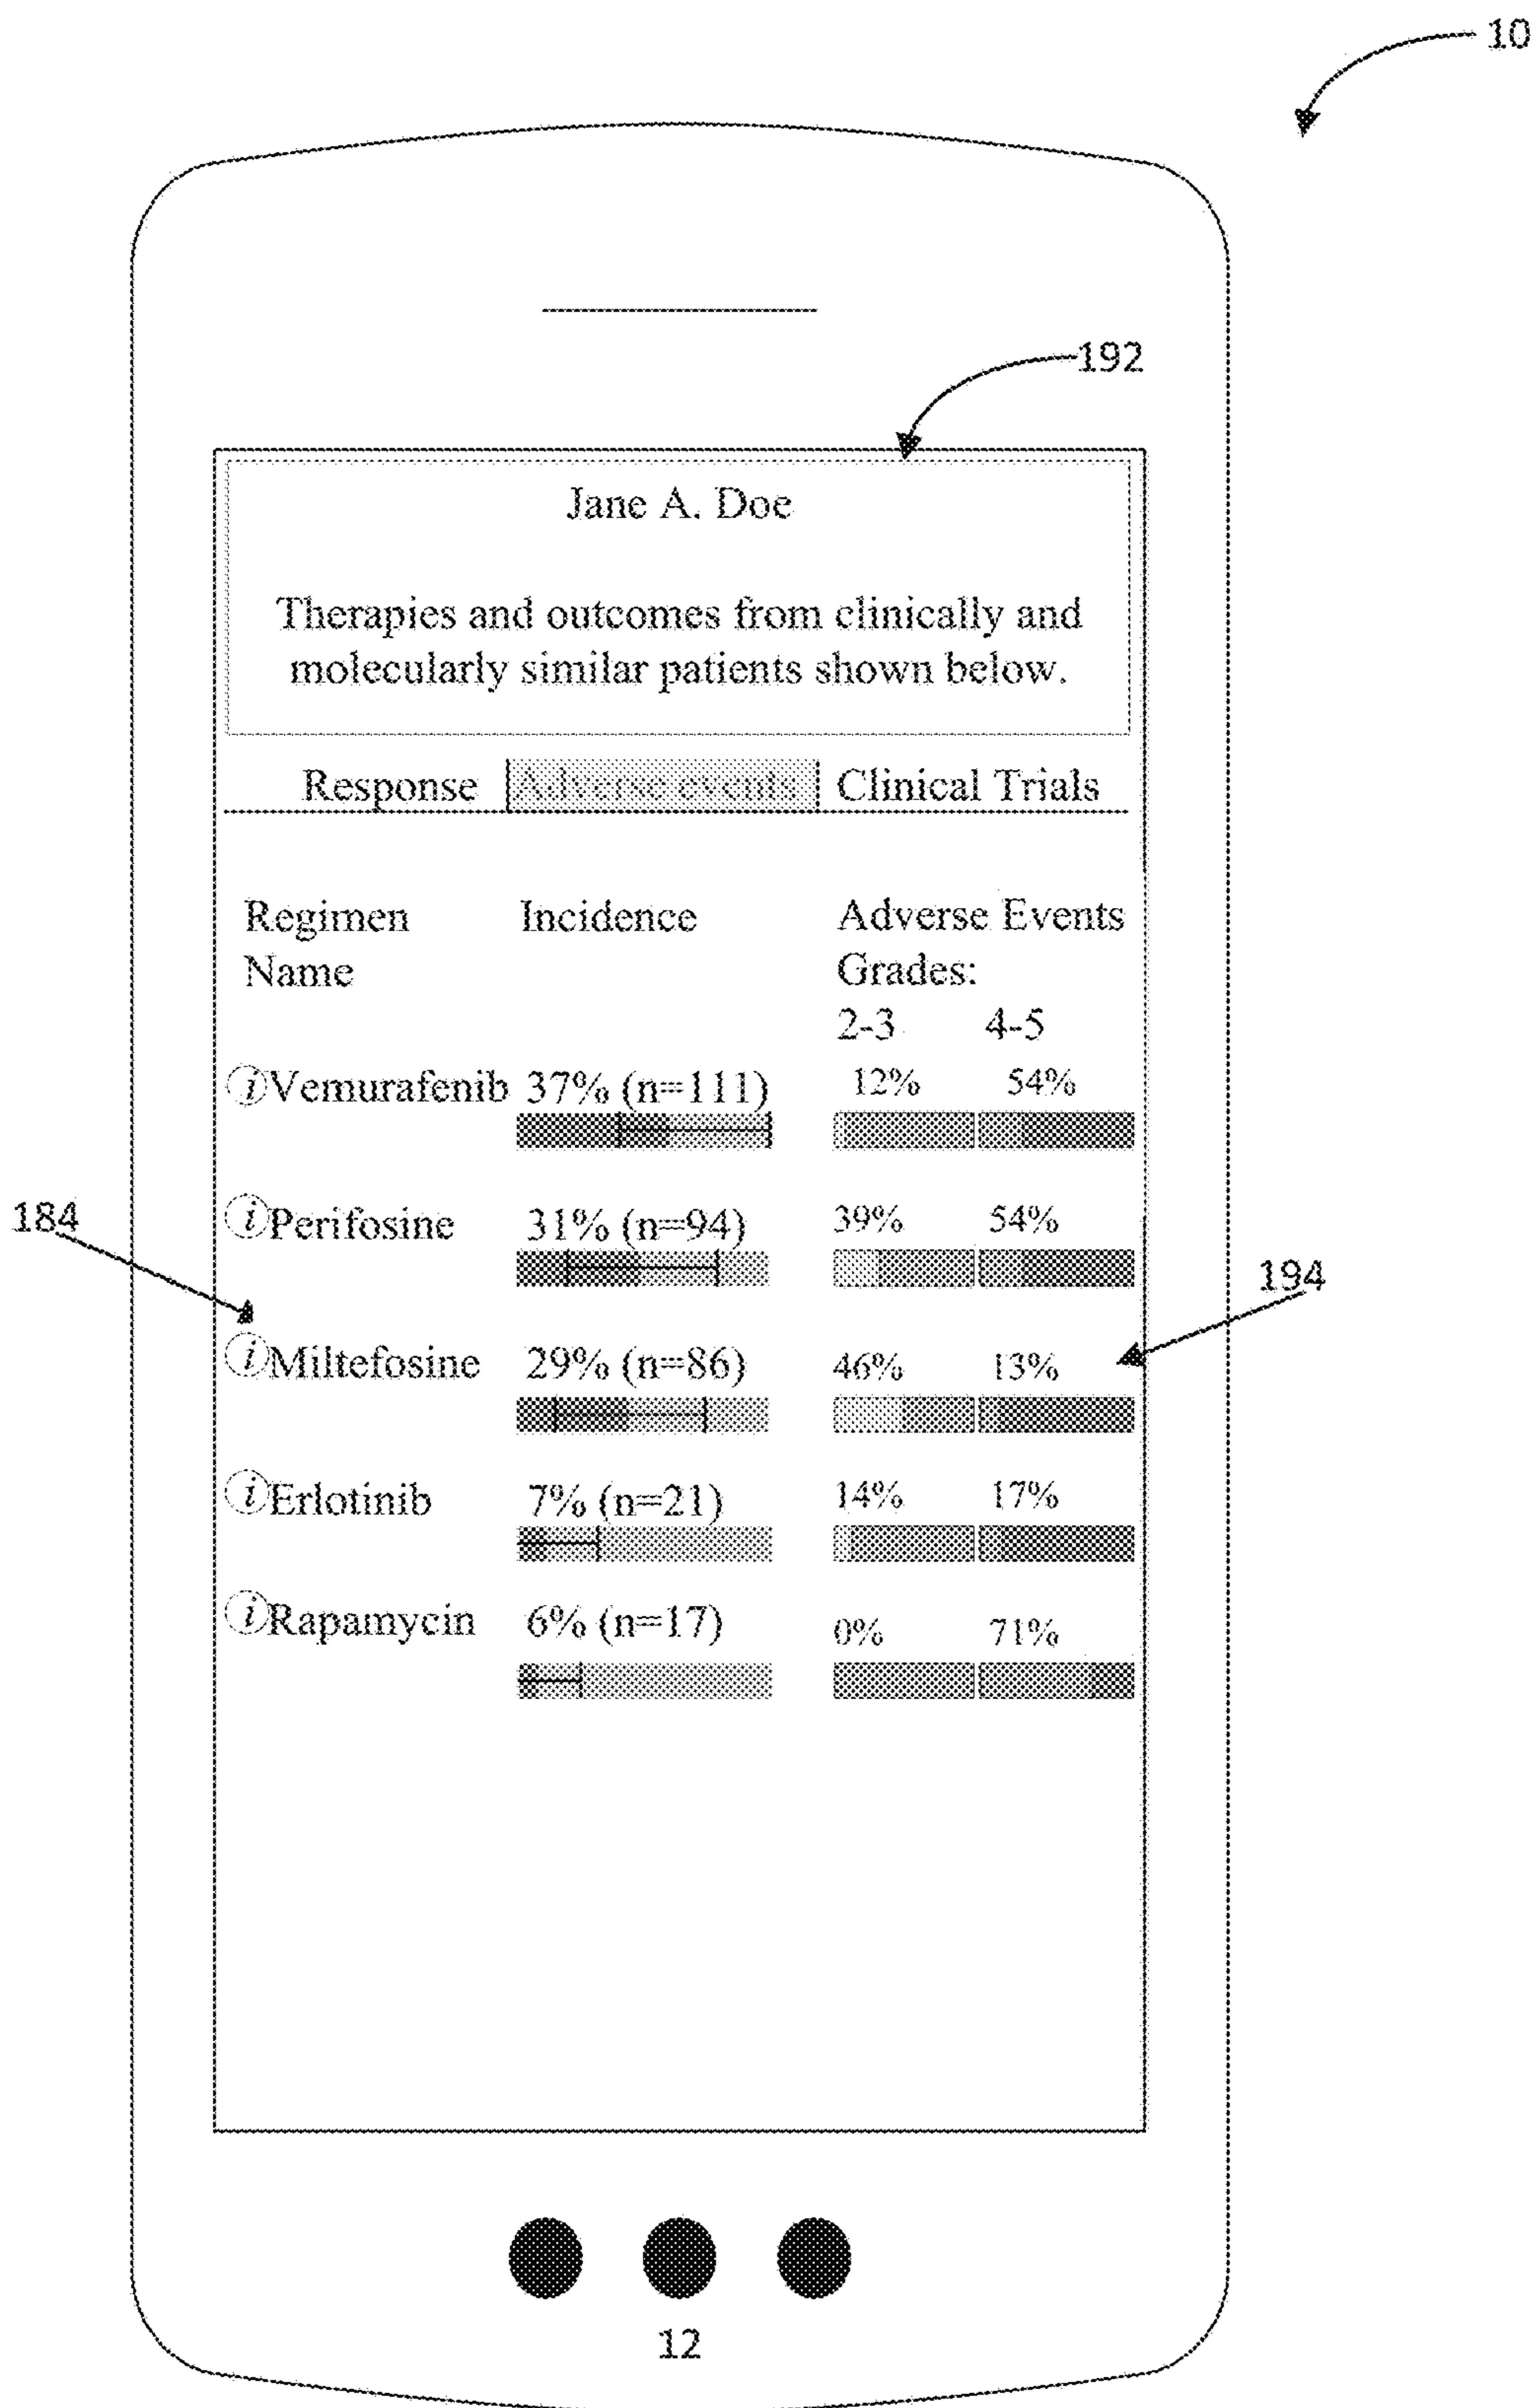 10
192
Jane A. Doe
Therapies and outcomes from clinically and
molecularly similar patients shown below.
Response Adverse events Clinical Trials
Regimen Name Incidence Adverse Events Grades:
2-3 4-5
i Vemurafenib 37% (n=111) 12% 54%
184
i Perifosine 31% (n=94) 39% 54%
194
i Miltefosine 29% (n=86) 46% 13%
i Erlotinib 7% (n=21) 14% 17%
i Rapamycin 6% (n=17) 0% 71%
12